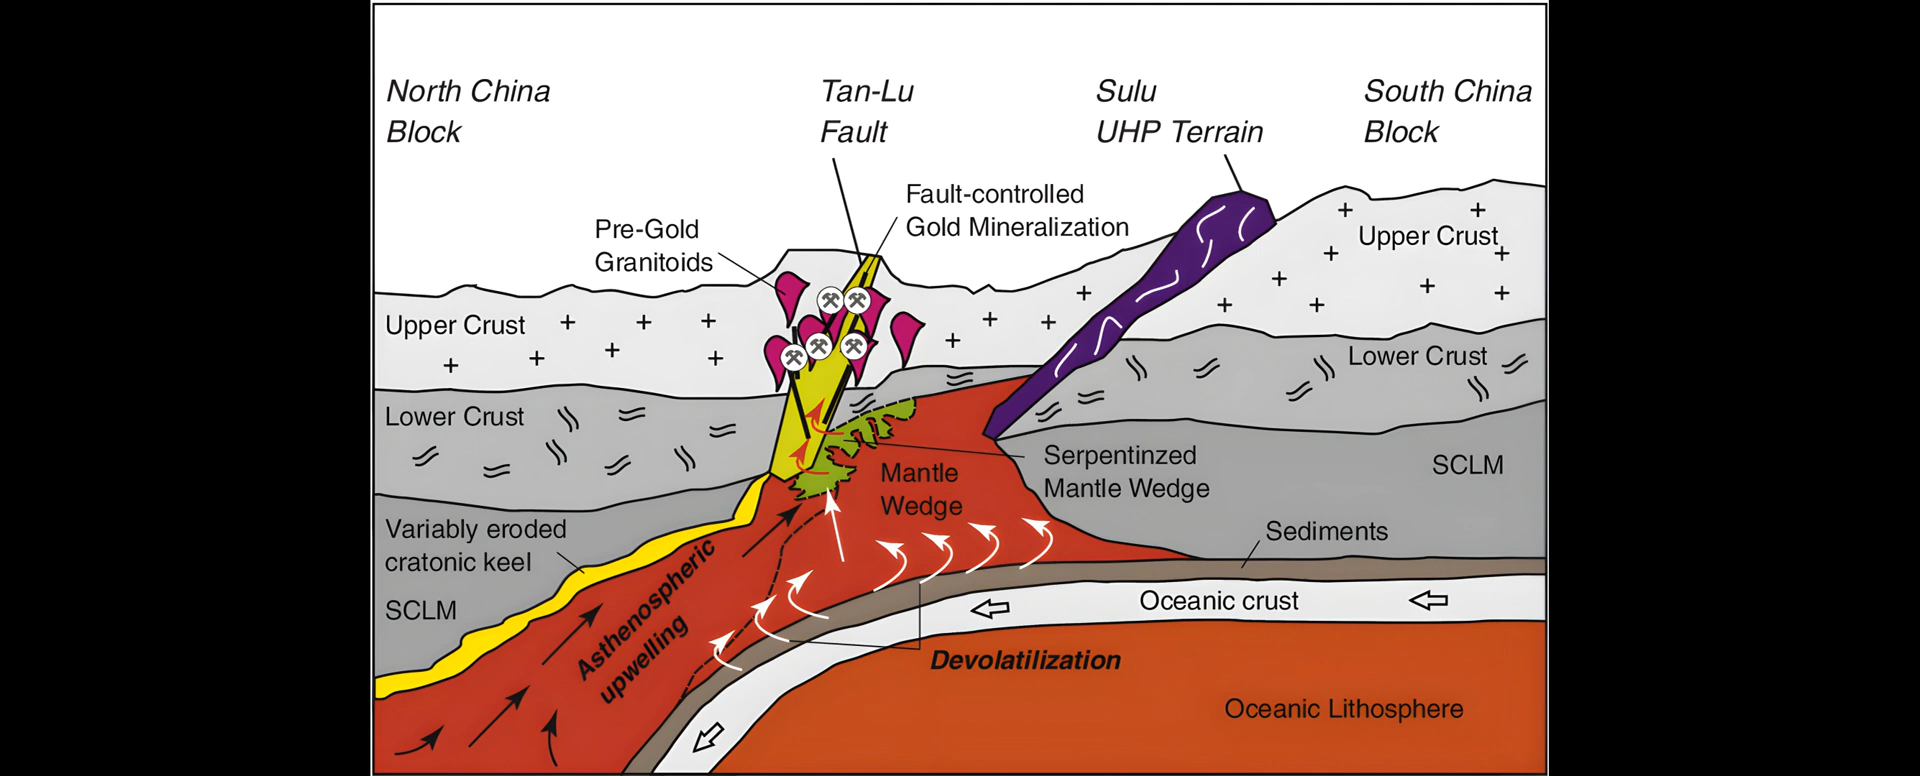 North China
Block
Tan-Lu
Fault
Sulu
UHP Terrain
South China
Block
Fault-controlled
Gold Mineralization
Pre-Gold
Granitoids
Upper Crust
Upper Crust
Lower Crust
Lower Crust
Serpentinzed
Mantle Wedge
SCLM
Mantle
Wedge
Variably eroded
cratonic keel
Sediments
SCLM
Asthenospheric
upwelling
Oceanic crust
Devolatilization
Oceanic Lithosphere